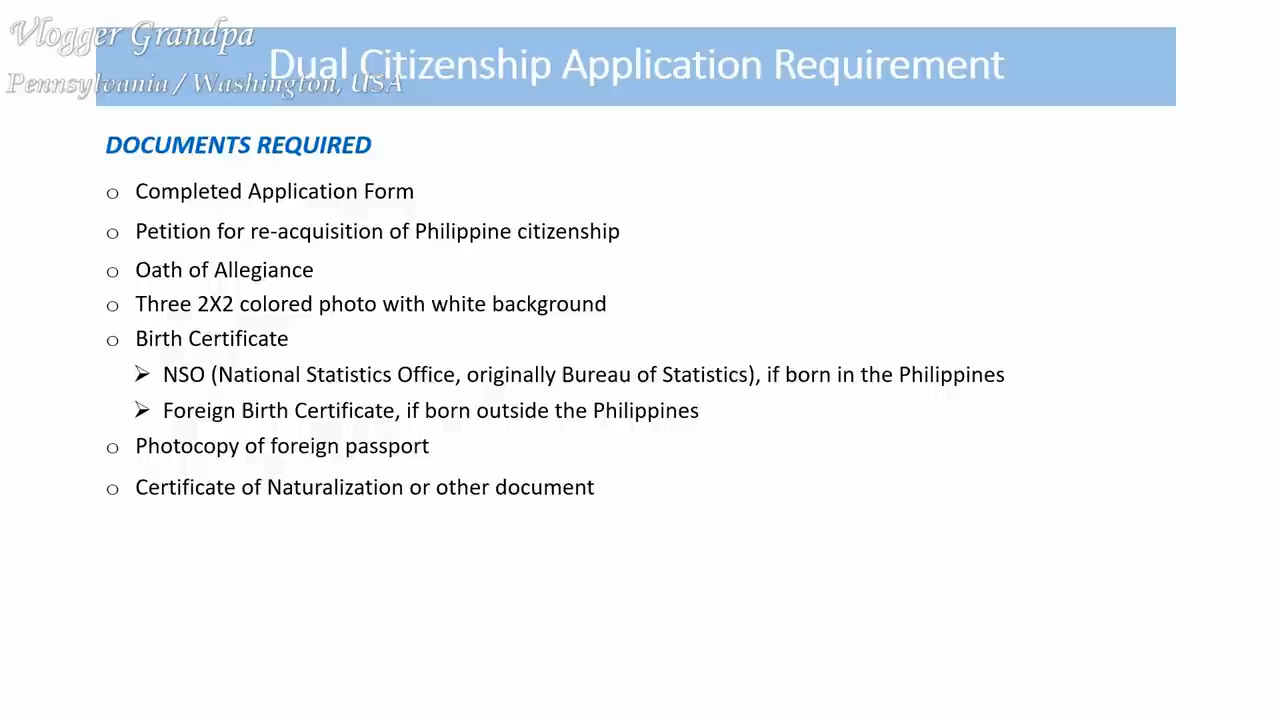 Vlogger Grandpa
Pennsylvania / Washington, USA
Dual Citizenship Application Requirement
DOCUMENTS REQUIRED
o Completed Application Form
o Petition for re-acquisition of Philippine citizenship
o Oath of Allegiance
o Three 2X2 colored photo with white background
o Birth Certificate
➢ NSO (National Statistics Office, originally Bureau of Statistics), if born in the Philippines
➢ Foreign Birth Certificate, if born outside the Philippines
o Photocopy of foreign passport
o Certificate of Naturalization or other document